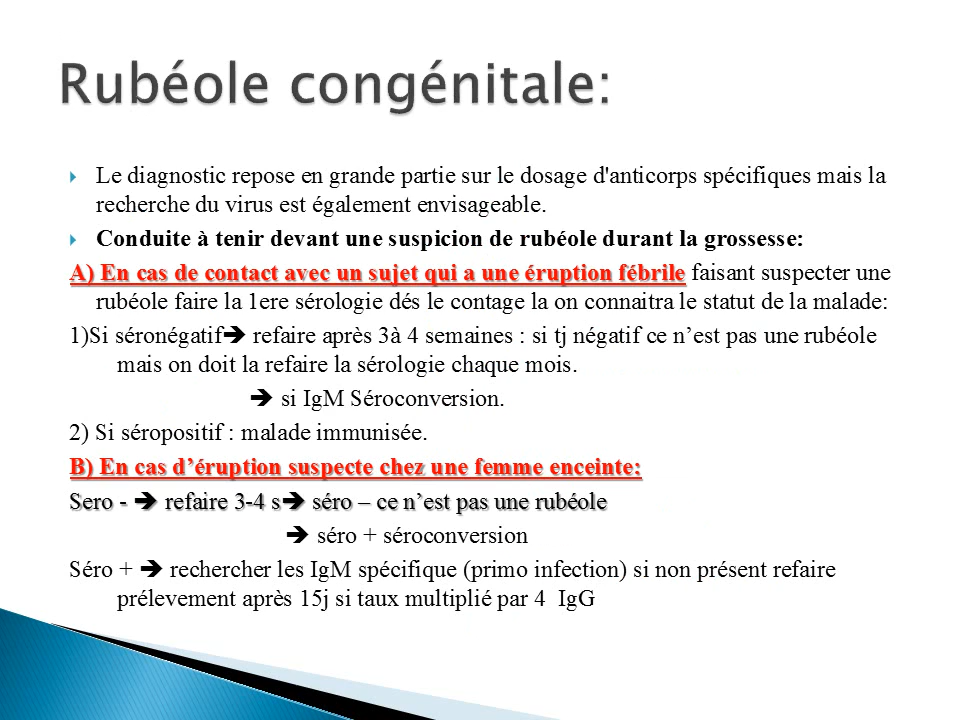 Rubéole congénitale:
Le diagnostic repose en grande partie sur le dosage d'anticorps spécifiques mais la
recherche du virus est également envisageable.
Conduite à tenir devant une suspicion de rubéole durant la grossesse:
A) En cas de contact avec un sujet qui a une éruption fébrile faisant suspecter une
rubéole faire la 1ere sérologie dés le contage la on connaitra le statut de la malade:
1)Si séronégatif➔ refaire après 3à 4 semaines : si tj négatif ce n’est pas une rubéole
mais on doit la refaire la sérologie chaque mois.
➔ si IgM Séroconversion.
2) Si séropositif : malade immunisée.
B) En cas d’éruption suspecte chez une femme enceinte:
Sero - ➔ refaire 3-4 s➔ séro – ce n’est pas une rubéole
➔ séro + séroconversion
Séro + ➔ rechercher les IgM spécifique (primo infection) si non présent refaire
prélevement après 15j si taux multiplié par 4 IgG